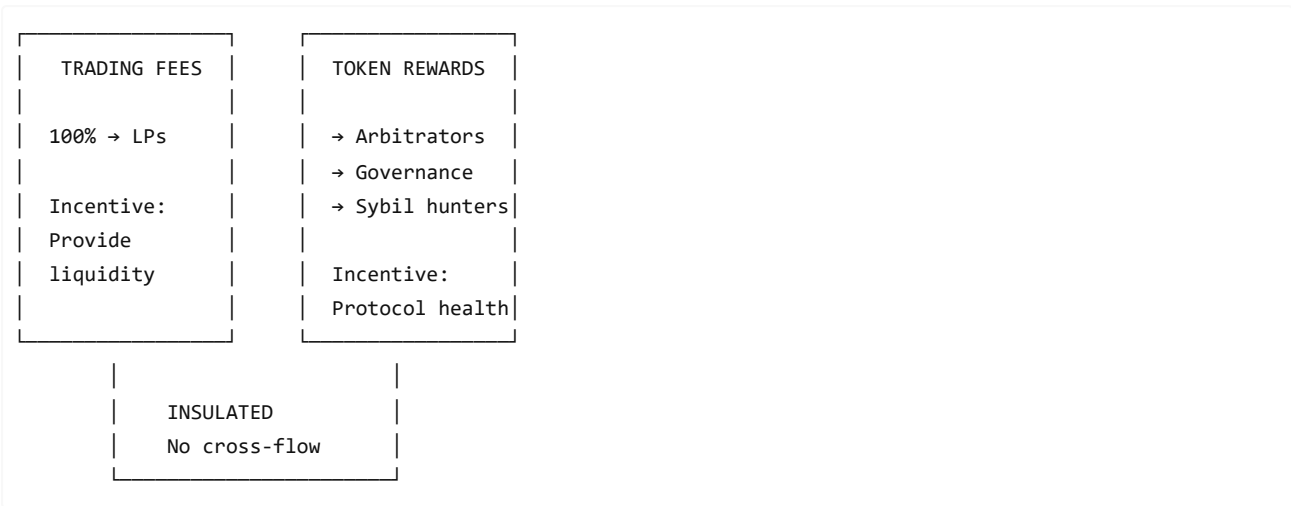 TRADING FEES
100% → LPs
Incentive:
Provide
liquidity
TOKEN REWARDS
→ Arbitrators
→ Governance
→ Sybil hunters
Incentive:
Protocol health
INSULATED
No cross-flow